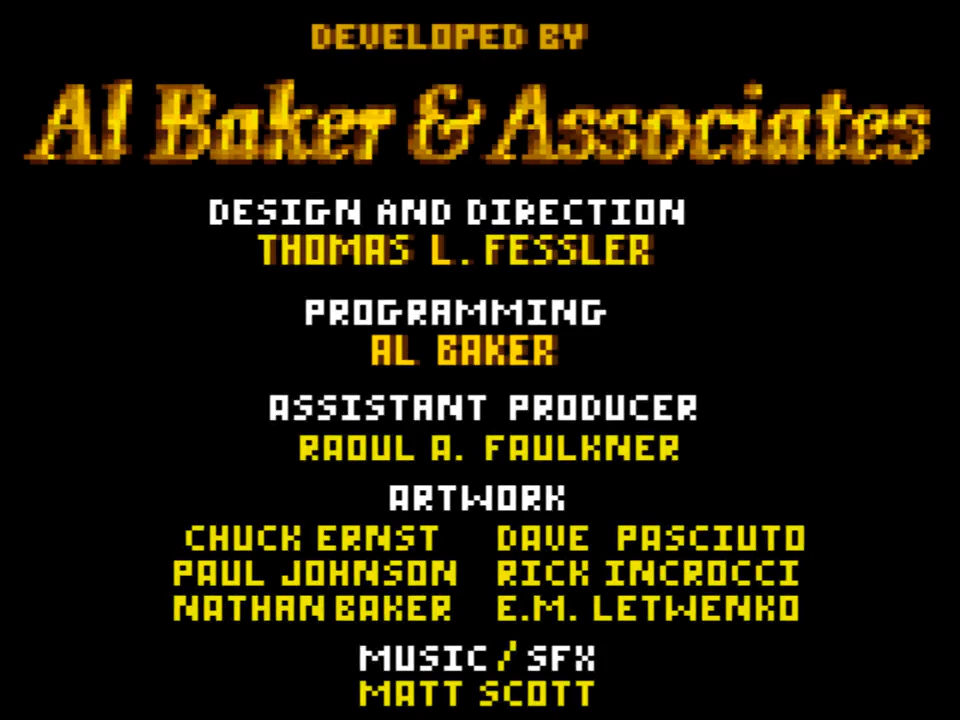 DEVELOPED BY
Al Baker & Associates
DESIGN AND DIRECTION
THOMAS L. FESSLER
PROGRAMMING
AL BAKER
ASSISTANT PRODUCER
RAOUL A. FAULKNER
ARTWORK
CHUCK ERNST DAVE PASCIUTO
PAUL JOHNSON RICK INCROCCI
NATHAN BAKER E.M. LETWENKO
MUSIC/SFX
MATT SCOTT